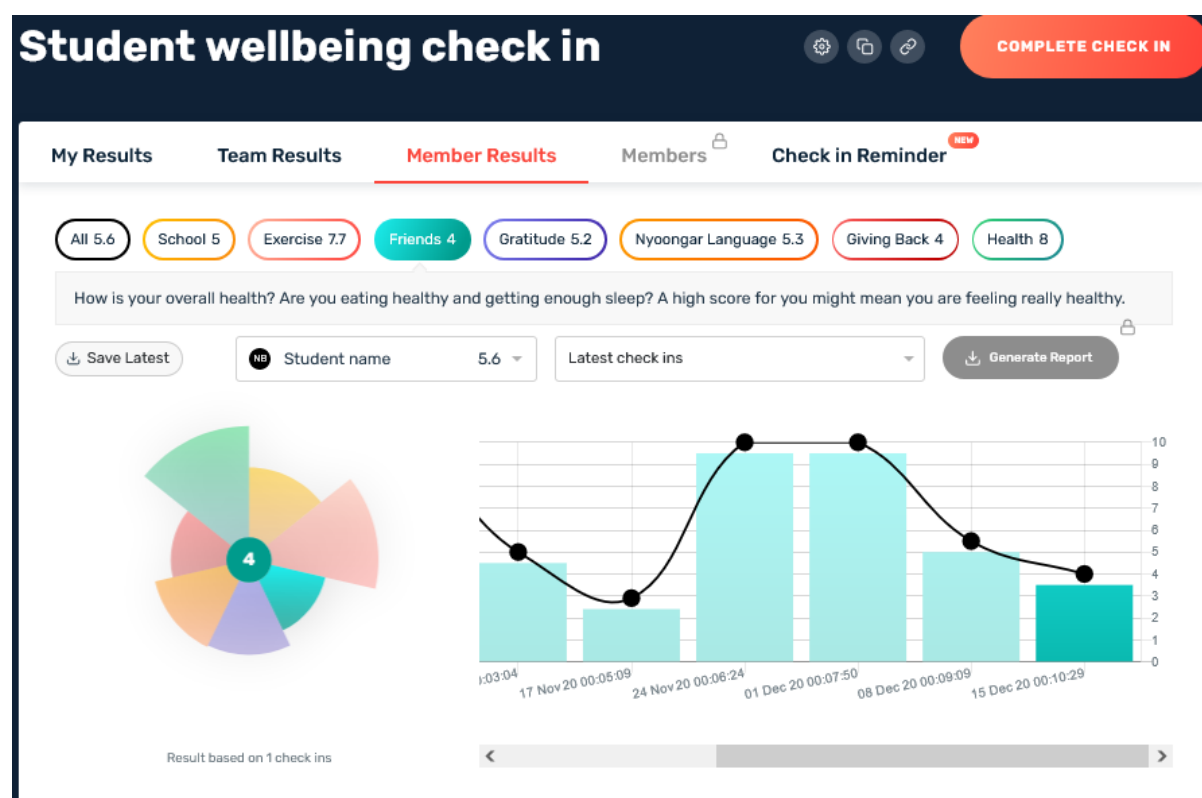 Student wellbeing check in
COMPLETE CHECK IN
My Results
Team Results
Member Results
Members
Check in Reminder
NEW
All 5.6
School 5
Exercise 7.7
Friends 4
Gratitude 5.2
Nyoongar Language 5.3
Giving Back 4
Health 8
How is your overall health? Are you eating healthy and getting enough sleep? A high score for you might mean you are feeling really healthy.
Save Latest
NB
Student name
5.6
Latest check ins
Generate Report
4
10
9
8
7
6
5
4
3
2
1
0
:03:04
17 Nov 20 00:05:09
24 Nov 20 00:06:24
01 Dec 20 00:07:50
08 Dec 20 00:09:09
15 Dec 20 00:10:29
Result based on 1 check ins